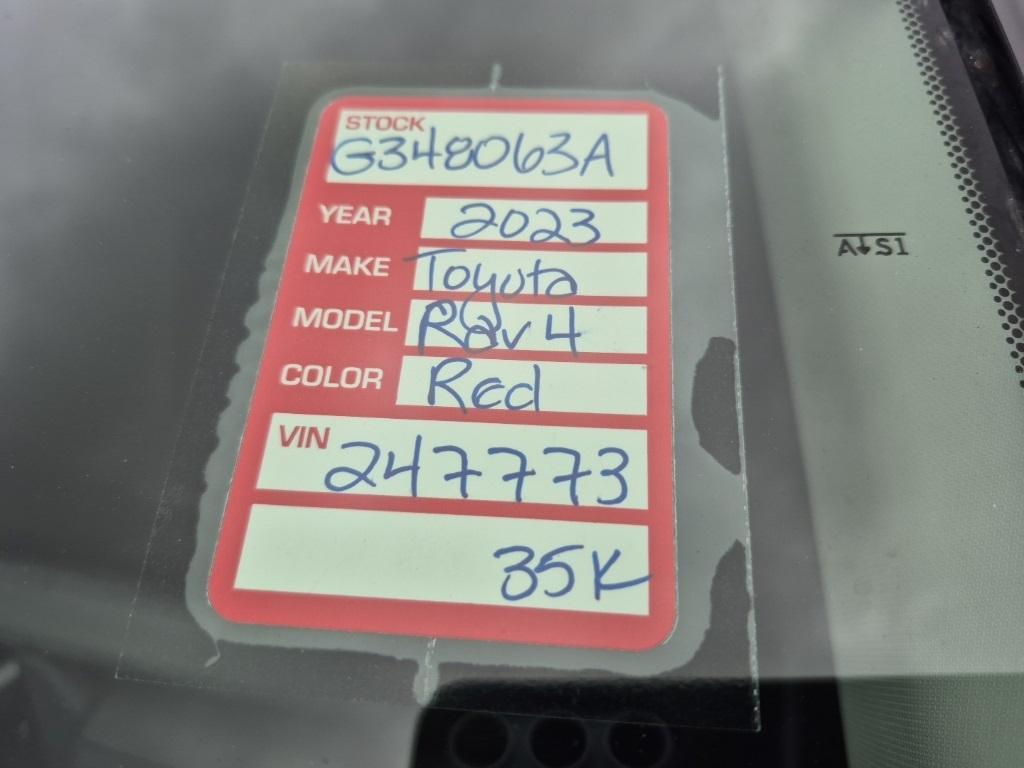 STOCK
G348063A
YEAR 2023
MAKE Toyota
MODEL Rav4
COLOR Red
VIN 247773
35K
AS1